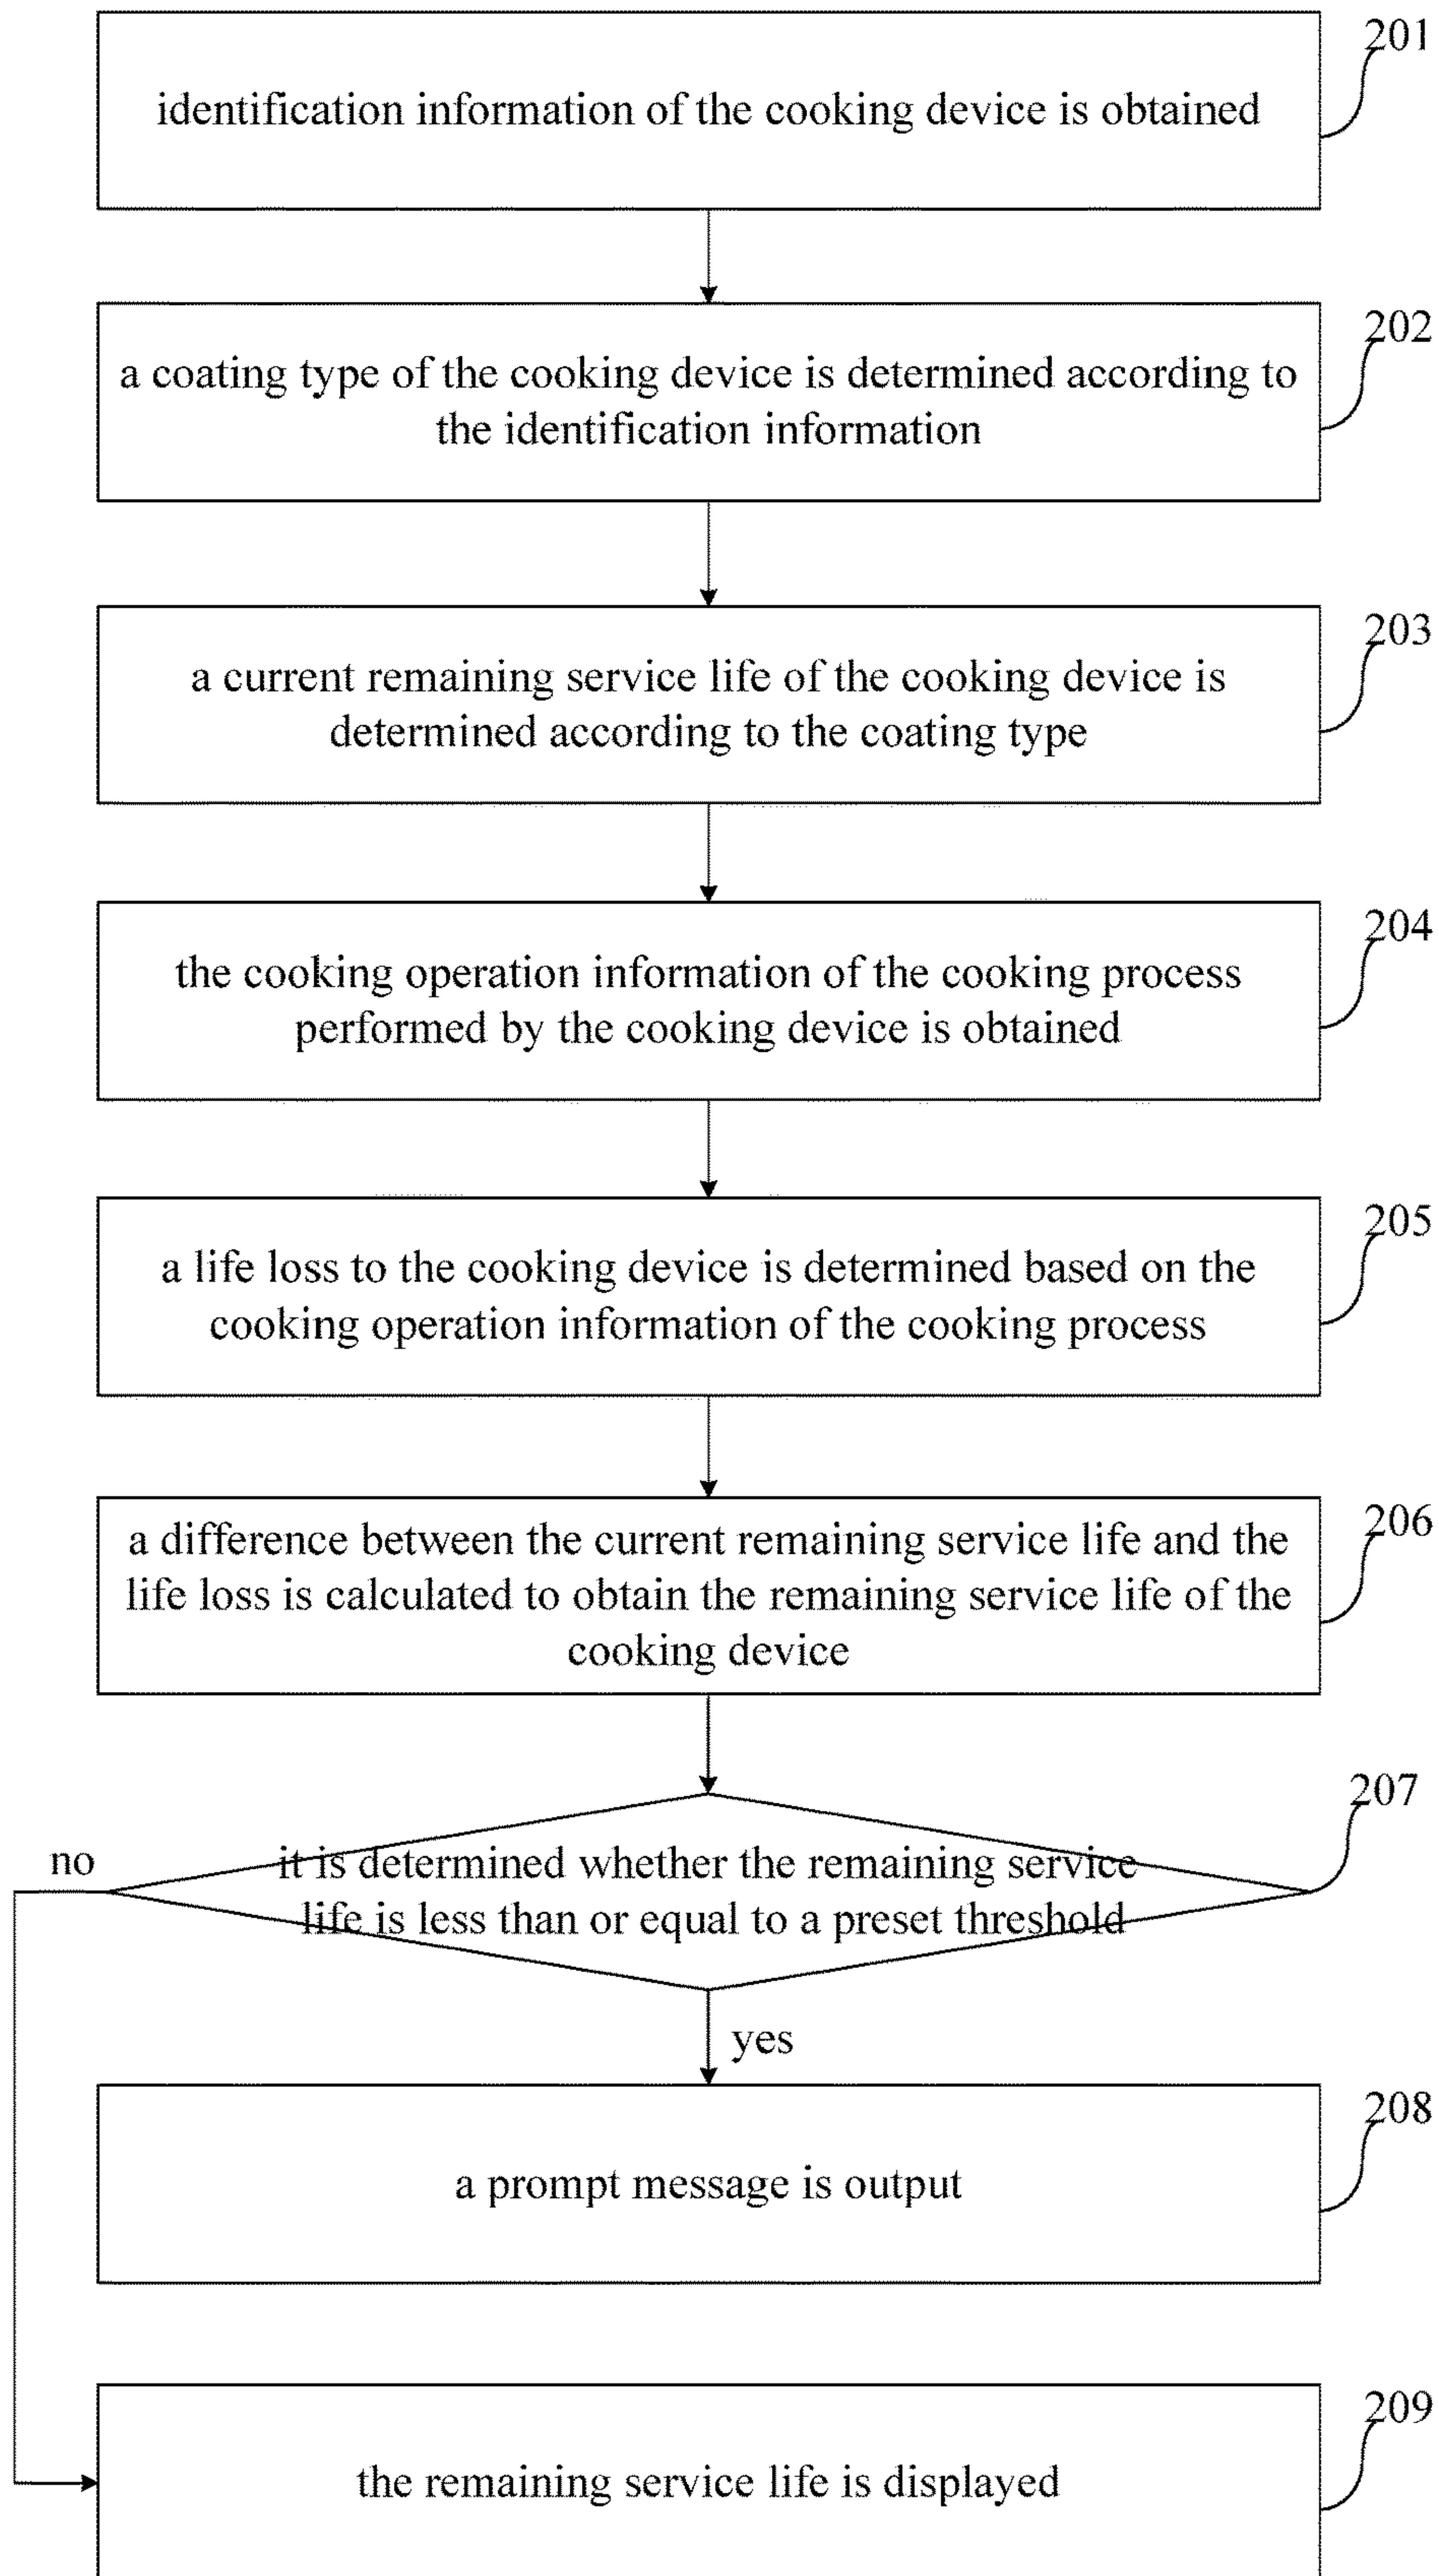 201
identification information of the cooking device is obtained
202
a coating type of the cooking device is determined according to
the identification information
203
a current remaining service life of the cooking device is
determined according to the coating type
204
the cooking operation information of the cooking process
performed by the cooking device is obtained
205
a life loss to the cooking device is determined based on the
cooking operation information of the cooking process
206
a difference between the current remaining service life and the
life loss is calculated to obtain the remaining service life of the
cooking device
207
no
it is determined whether the remaining service
life is less than or equal to a preset threshold
yes
208
a prompt message is output
209
the remaining service life is displayed